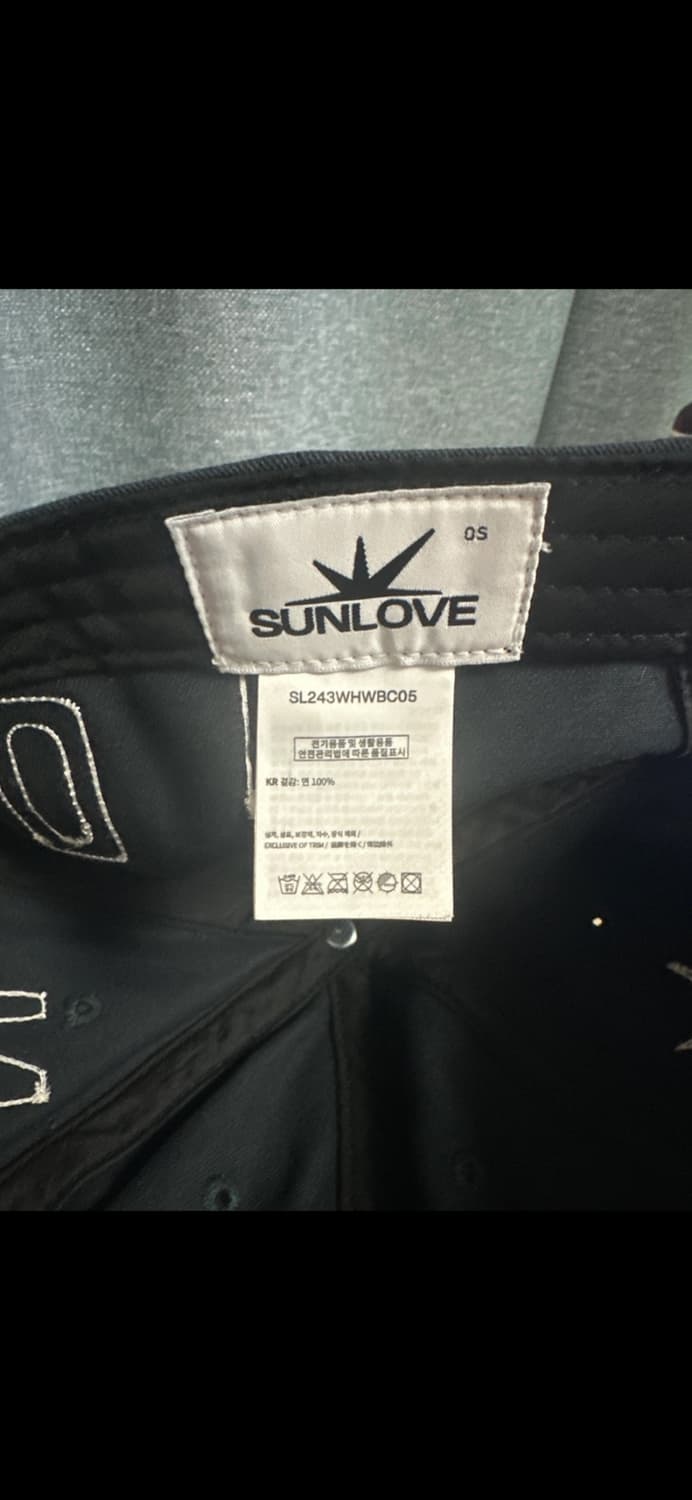 OS
SUNLOVE
SL243WHWBC05
전기용품 및 생활용품
안전관리법에 따른 품질표시
KR 겉감: 면 100%
EXCLUSIVE OF TRIM /